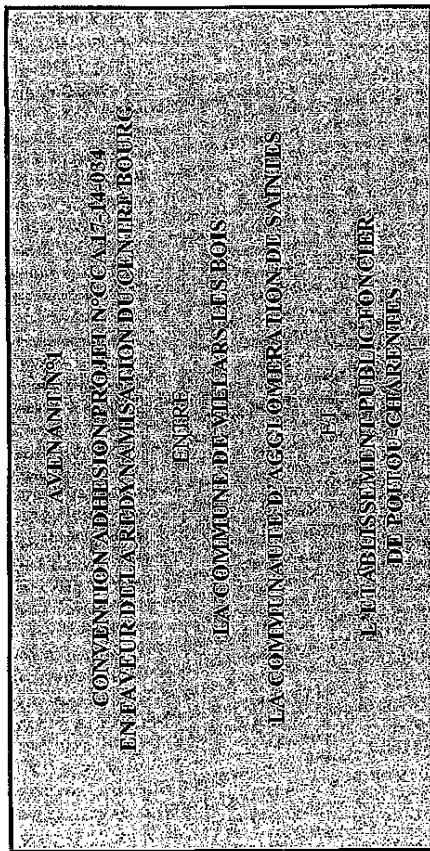 AVENANT N°1
CONVENTION ADHESION PROJET N° CCA 17-14-034
EN FAVEUR DE LA REDYNAMISATION DU CENTRE BOURG
ENTRE
LA COMMUNE DE VILLARS LES BOIS
LA COMMUNAUTE D'AGGLOMERATION DE SAINTES
ET
L'ETABLISSEMENT PUBLIC FONCIER
DE POITOU-CHARENTES